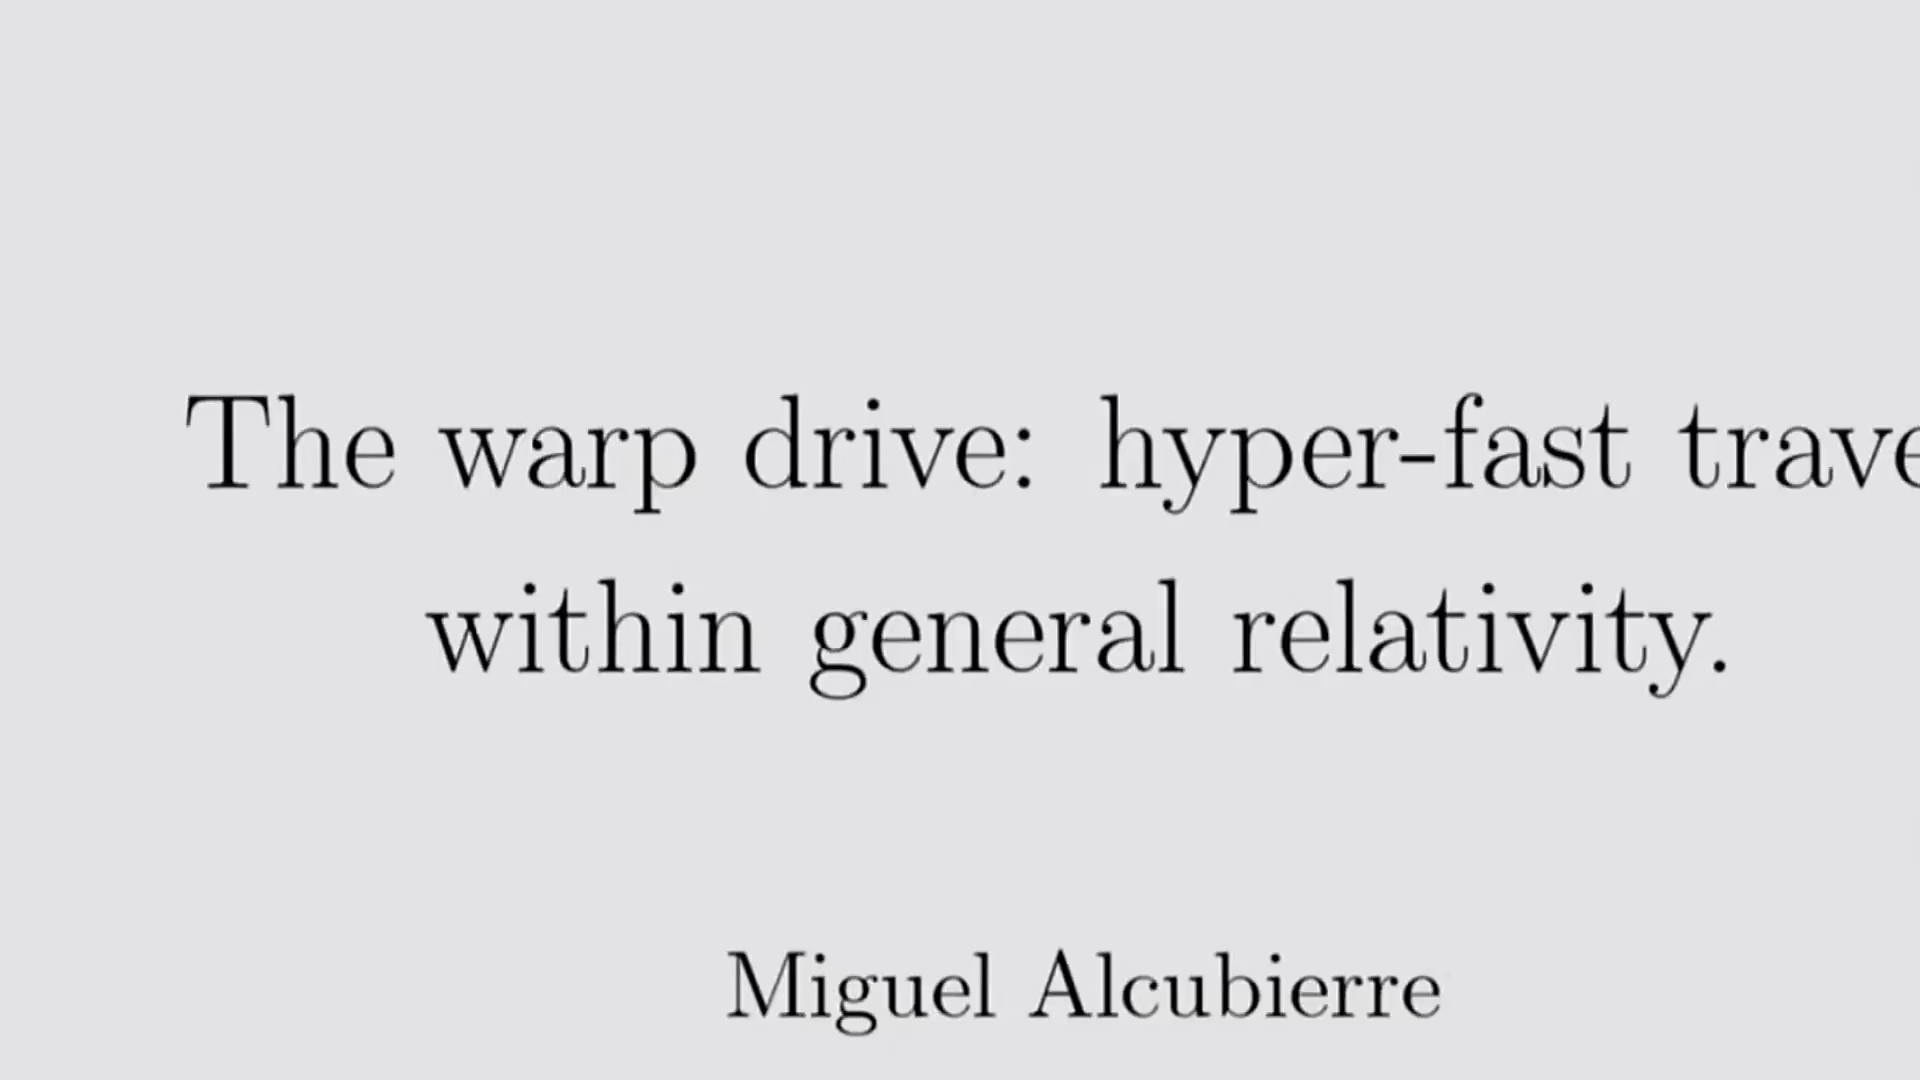 The warp drive: hyper-fast trave
within general relativity.
Miguel Alcubierre